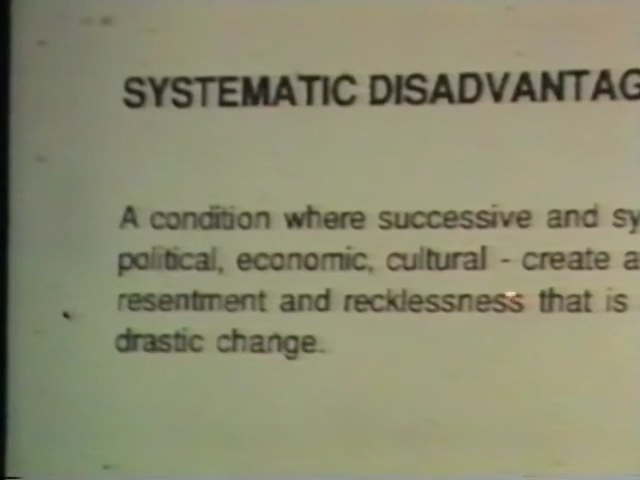 SYSTEMATIC DISADVANTAG
A condition where successive and sy
political, economic, cultural - create a
resentment and recklessness that is
drastic change.